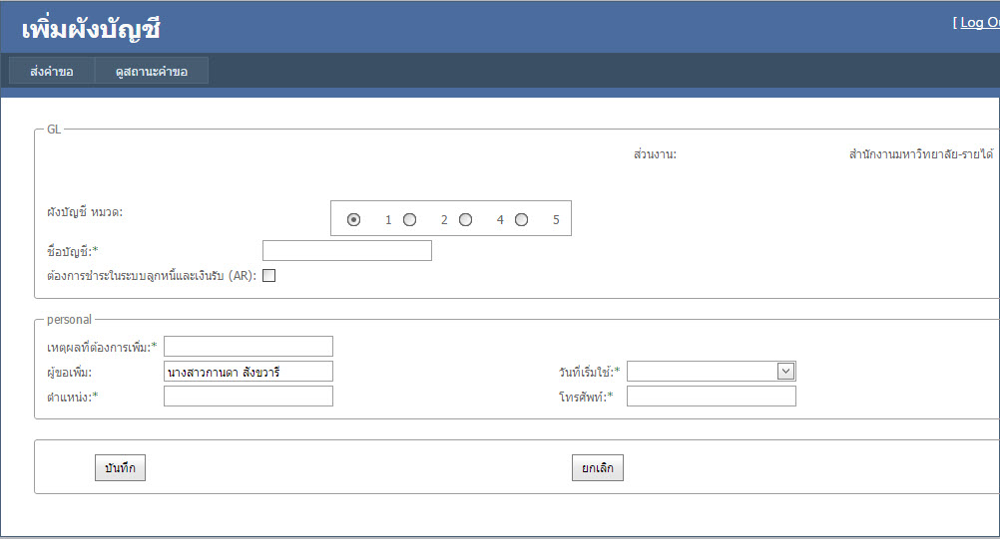 เพิ่มผังบัญชี
[ Log O
ส่งคำขอ ดูสถานะคำขอ
GL
ส่วนงาน: สำนักงานมหาวิทยาลัย-รายได้
ผังบัญชี หมวด: 1 2 4 5
ชื่อบัญชี:*
ต้องการชำระในระบบลูกหนี้และเงินรับ (AR):
personal
เหตุผลที่ต้องการเพิ่ม:*
ผู้ขอเพิ่ม: นางสาวกานดา สังขวารี วันที่เริ่มใช้:*
ตำแหน่ง:* โทรศัพท์:*
บันทึก ยกเลิก